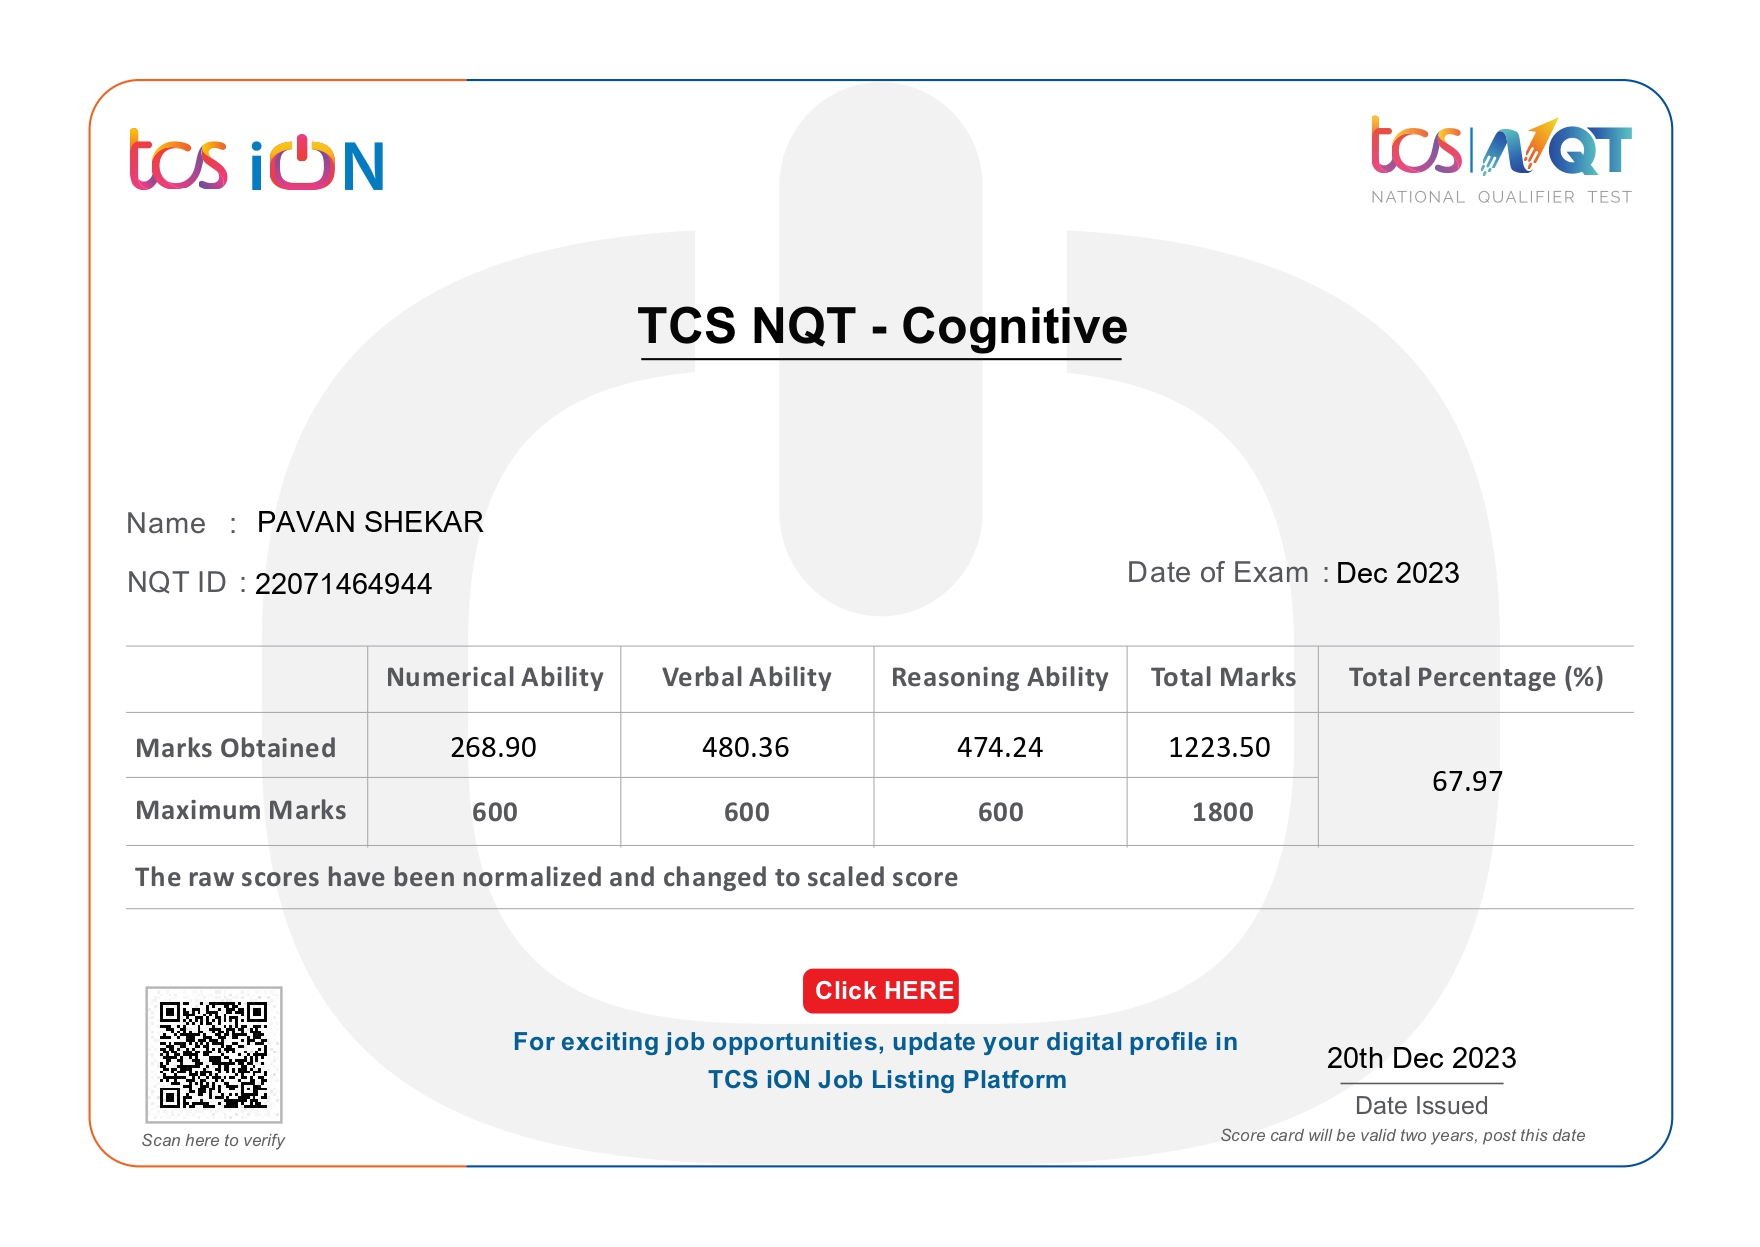 tcs iON
tcs NQT
NATIONAL QUALIFIER TEST
TCS NQT - Cognitive
Name : PAVAN SHEKAR
NQT ID : 22071464944
Date of Exam : Dec 2023
Numerical Ability Verbal Ability Reasoning Ability Total Marks Total Percentage (%)
Marks Obtained 268.90 480.36 474.24 1223.50
67.97
Maximum Marks 600 600 600 1800
The raw scores have been normalized and changed to scaled score
Click HERE
For exciting job opportunities, update your digital profile in
TCS iON Job Listing Platform
20th Dec 2023
Date Issued
Score card will be valid two years, post this date
Scan here to verify